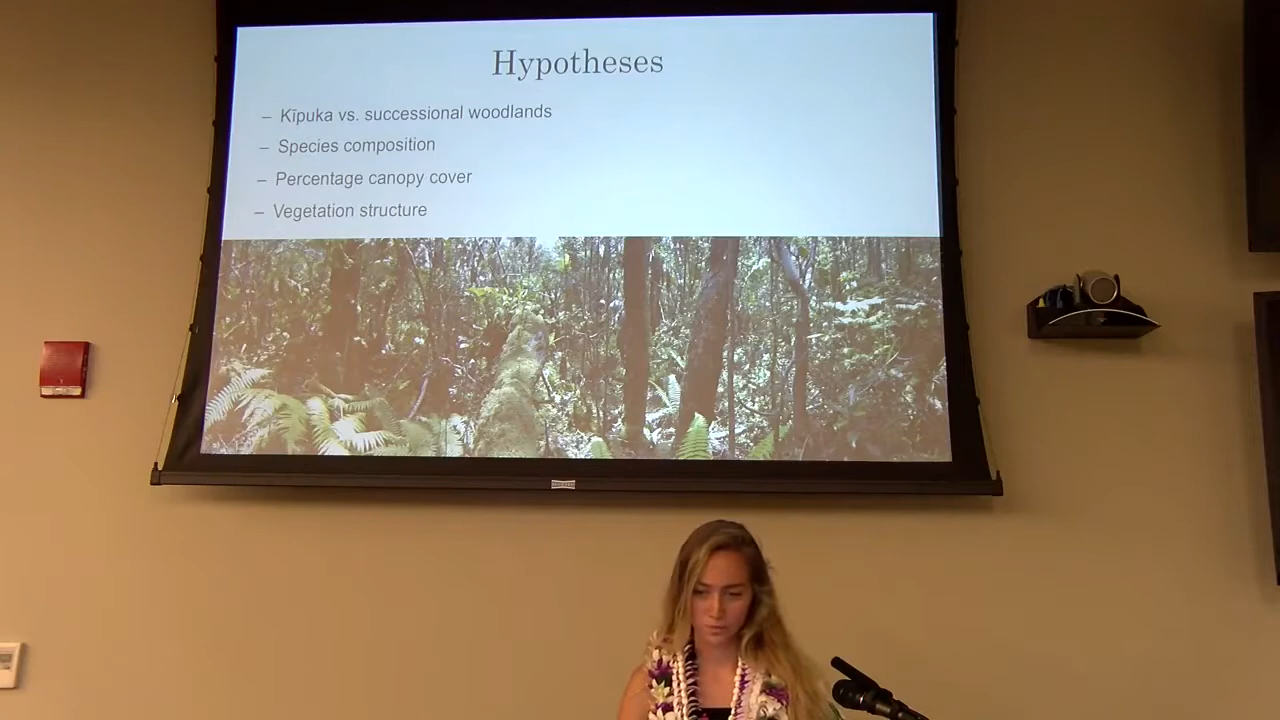 Hypotheses
– Kīpuka vs. successional woodlands
– Species composition
– Percentage canopy cover
– Vegetation structure